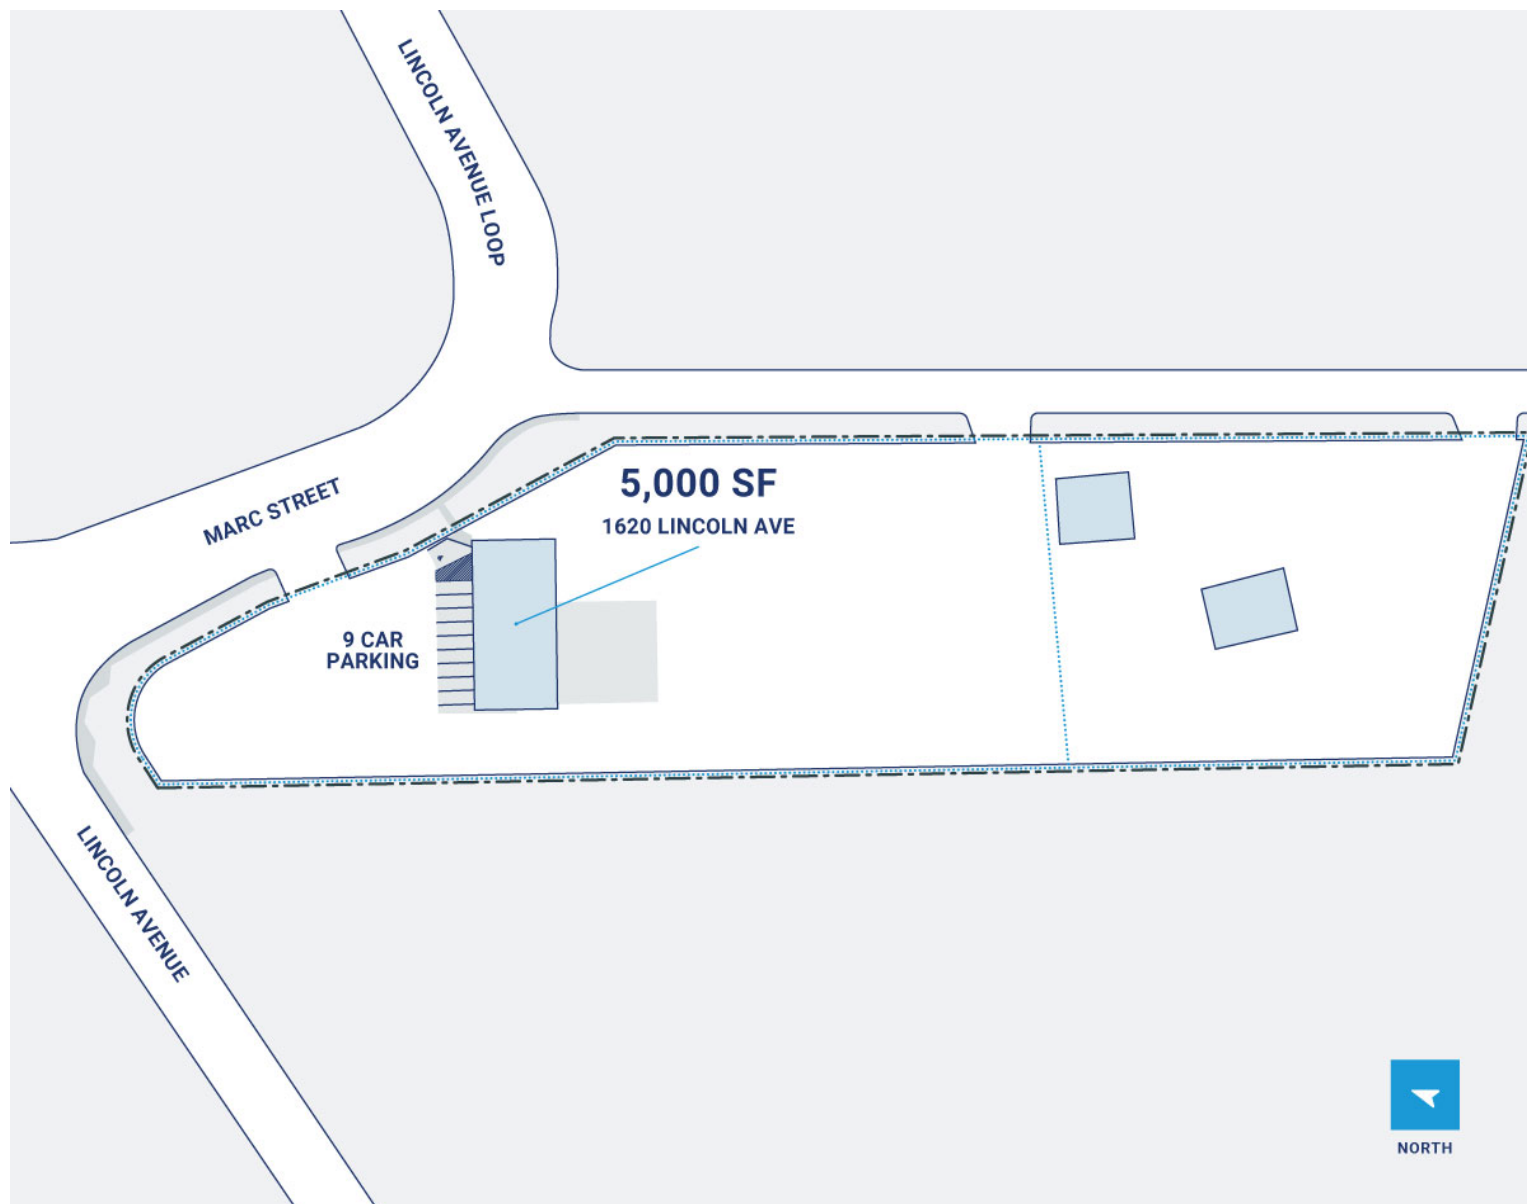 LINCOLN AVENUE LOOP
5,000 SF
MARC STREET
1620 LINCOLN AVE
9 CAR
PARKING
LINCOLN AVENUE
NORTH